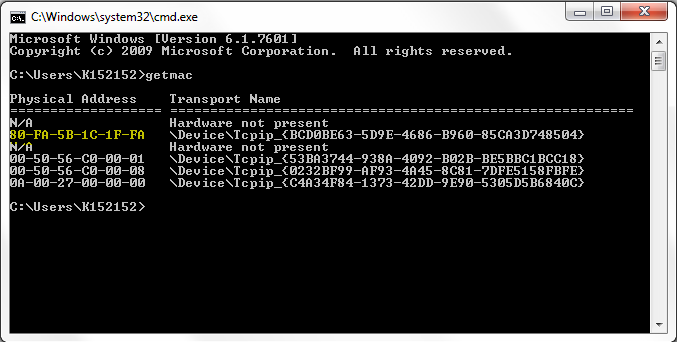 C:\Windows\system32\cmd.exe
Microsoft Windows [Version 6.1.7601]
Copyright (c) 2009 Microsoft Corporation.  All rights reserved.
C:\Users\K152152>getmac
Physical Address    Transport Name
=================== ==========================================================
N/A                 Hardware not present
80-FA-5B-1C-1F-FA   \Device\Tcpip_{BCD0BE63-5D9E-4686-B960-85CA3D748504}
N/A                 Hardware not present
00-50-56-C0-00-01   \Device\Tcpip_{53BA3744-938A-4092-B02B-BE5BBC1BCC18}
00-50-56-C0-00-08   \Device\Tcpip_{0232BF99-AF93-4A45-8C81-7DFE5158FBFE}
0A-00-27-00-00-00   \Device\Tcpip_{C4A34F84-1373-42DD-9E90-5305D5B6840C}
C:\Users\K152152>